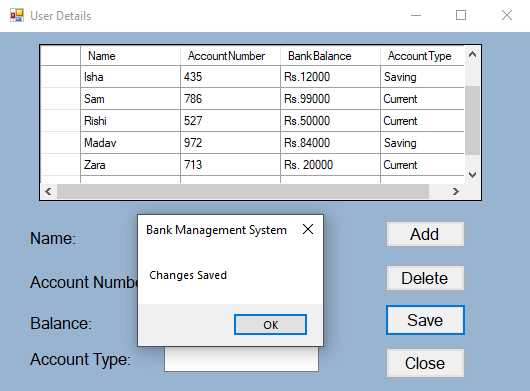 User Details
Name AccountNumber BankBalance AccountType
Isha 435 Rs.12000 Saving
Sam 786 Rs.99000 Current
Rishi 527 Rs.50000 Current
Madav 972 Rs.84000 Saving
Zara 713 Rs. 20000 Current
Bank Management System
Name:
Add
Changes Saved
Account Numbe
Delete
Balance:
OK
Save
Account Type:
Close